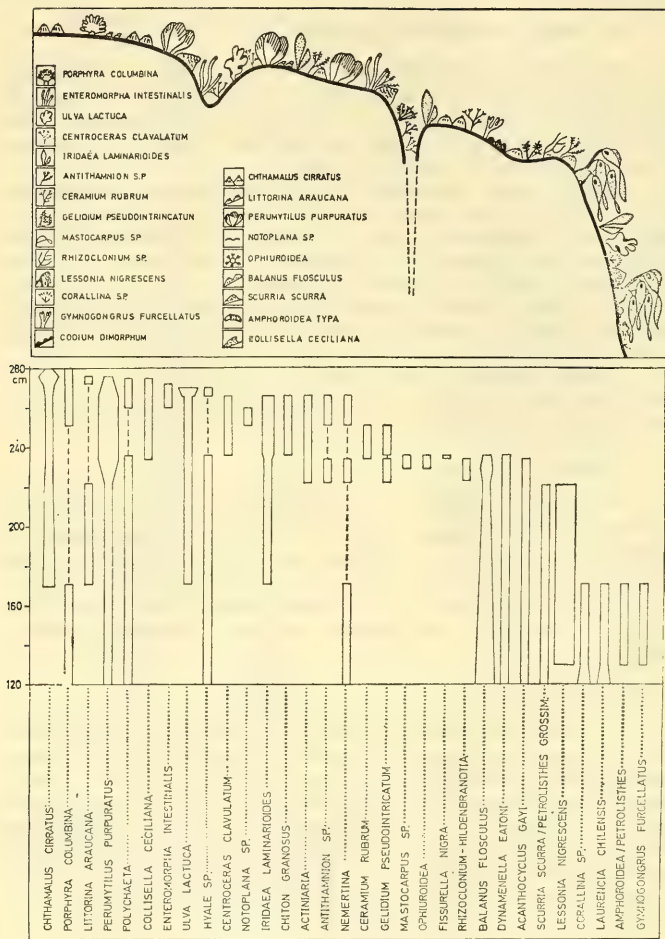 PORPHYRA COLUMBINA
ENTEROMORPHA INTESTINALIS
ULVA LACTUCA
CENTROCERAS CLAVALATUM
IRIDAEA LAMINARIOIDES
ANTITHAMNION S.P
CERAMIUM RUBRUM
GELIDIUM PSEUDOINTRINCATUN
MASTOCARPUS SP.
RHIZOCLONIUM SP.
LESSONIA NIGRESCENS
CORALLINA SP.
GYMNOGONGRUS FURCELLATUS
CODIUM DIMORPHUM
CHTHAMALLUS CIRRATUS
LITTORINA ARAUCANA
PERUMYTILUS PURPURATUS
NOTOPLANA SP.
OPHIUROIDEA
BALANUS FLOSCULUS
SCURRIA SCURRA
AMPHOROIDEA TYPA
COLLISELLA CECILIANA
280
cm
240
200
160
120
CHTHAMALUS CIRRATUS
PORPHYRA COLUMBINA
LITTORINA ARAUCANA
PERUMYTILUS PURPURATUS
POLYCHAETA
COLLISELLA CECILIANA
ENTEROMORPHA INTESTINALIS
ULVA LACTUCA
HYALE SP.
CENTROCERAS CLAVULATUM
NOTOPLANA SP.
IRIDAEA LAMINARIOIDES
CHITON GRANOSUS
ACTINIARIA
ANTITHAMNION SP.
NEMERTINA
CERAMIUM RUBRUM
GELIDIUM PSEUDOINTRICATUM
MASTOCARPUS SP.
OPHIUROIDEA
FISSURELLA NIGRA
RHIZOCLONIUM-HILDENBRANDTIA
BALANUS FLOSCULUS
DYNAMENELLA EATONI
ACANTHOCYCLUS GAYI
SCURRIA SCURRA/PETROLISTHES GROSSIM.
LESSONIA NIGRESCENS
CORALLINA SP.
LAURENCIA CHILENSIS
AMPHOROIDEA/PETROLISTHES
GYMNOGONGRUS FURCELLATUS